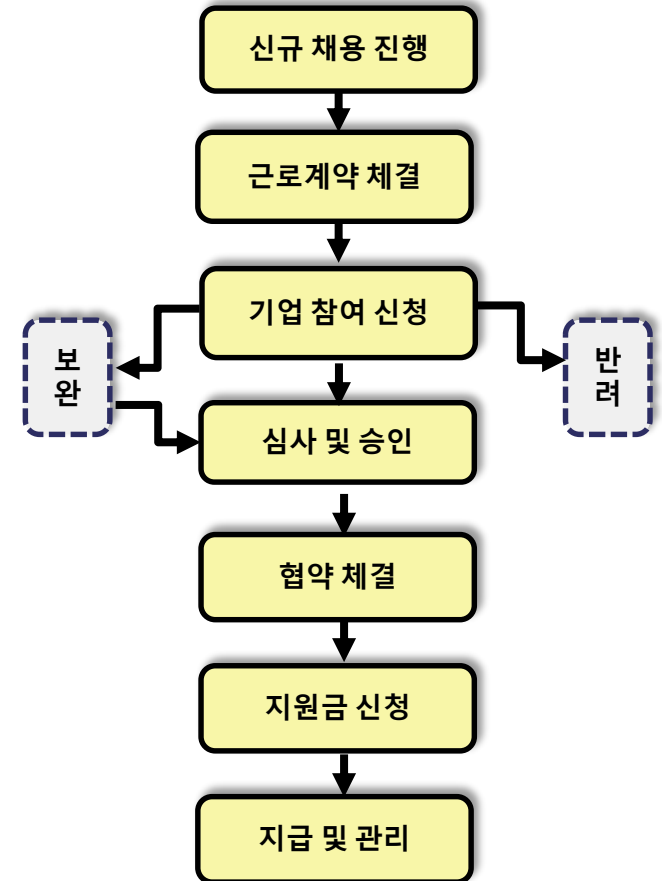 신규 채용 진행
근로계약 체결
기업 참여 신청
보
완
반
려
심사 및 승인
협약 체결
지원금 신청
지급 및 관리